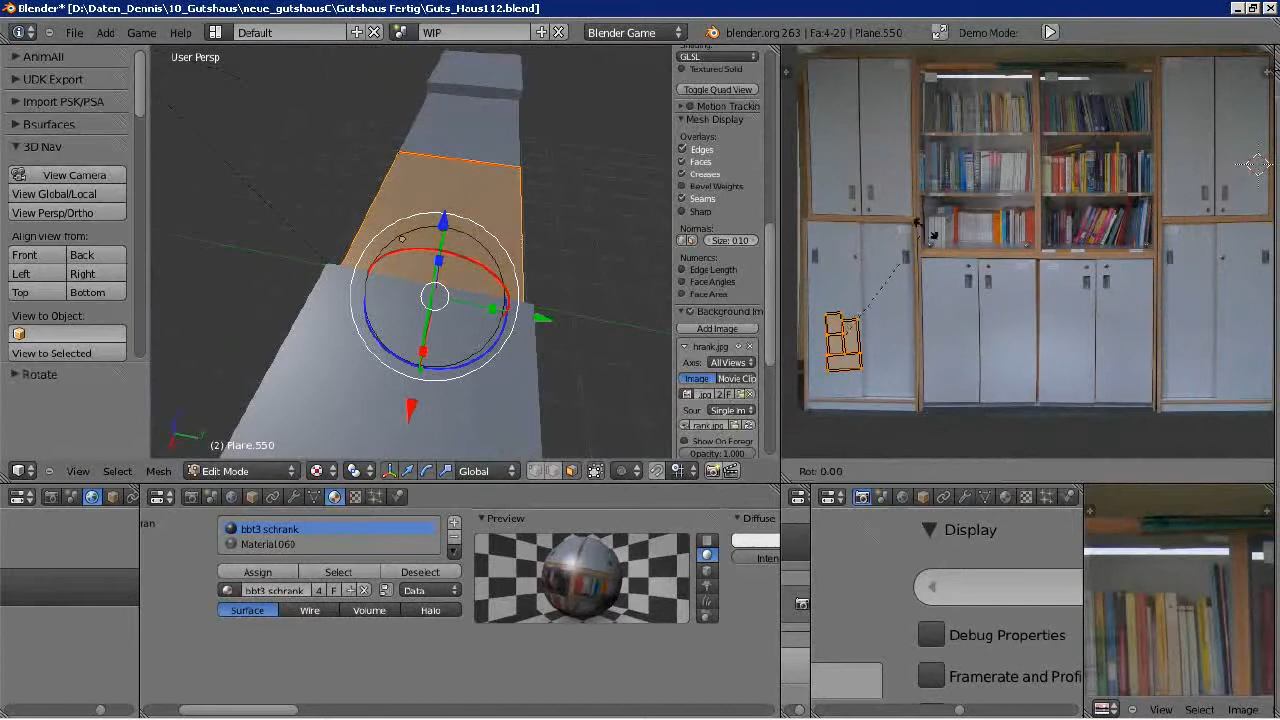 Blender* [D:\Daten_Dennis\10_Gutshaus\neue_gutshausC\Gutshaus Fertig\Guts_Haus112.blend]
File Add Game Help Default WIP Blender Game blender.org 263 | Fa:4-20 | Plane.550 Demo Mode:
AnimAll
UDK Export
Import PSK/PSA
Bsurfaces
3D Nav
View Camera
View Global/Local
View Persp/Ortho
Align view from:
Front Back
Left Right
Top Bottom
View to Object:
View to Selected
Rotate
User Persp
(2) Plane.550
GLSL
Textured Solid
Toggle Quad View
Motion Trackin
Mesh Display
Overlays:
Edges
Faces
Creases
Bevel Weights
Seams
Sharp
Normals:
Size: 0.10
Numerics:
Edge Length
Face Angles
Face Area
Background Im
Add Image
hrank.jpg
Axis: All Views
Image Movie Clip
.jpg 2 F
Sour Single Im
rank.jpg
Show On Foregr
Opacity: 1.000
View Select Mesh Edit Mode Global
Rot: 0.00
ran
bbt3 schrank
Material.060
Assign Select Deselect
bbt3 schrank 4 F Data
Surface Wire Volume Halo
Preview
Diffuse
Inten
Display
Debug Properties
Framerate and Profi
View Select Image